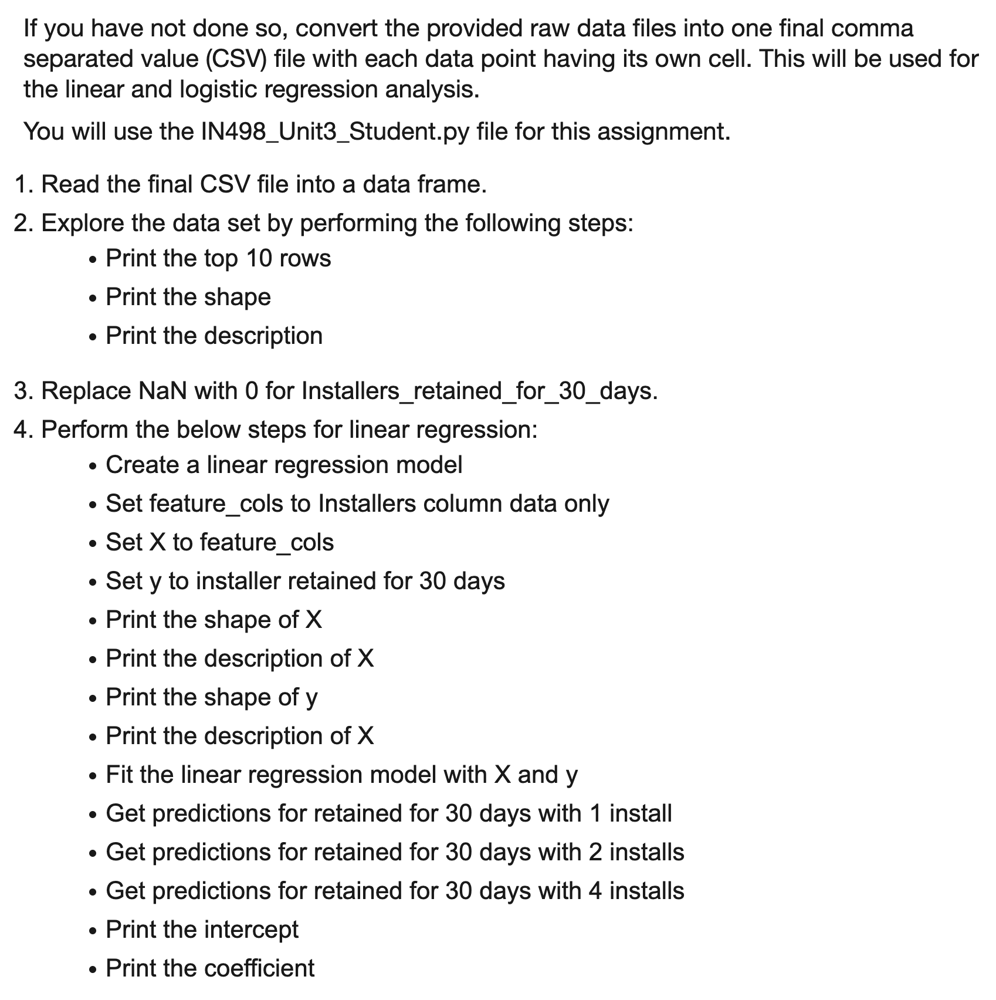 If you have not done so, convert the provided raw data files into one final comma
separated value (CSV) file with each data point having its own cell. This will be used for
the linear and logistic regression analysis.
You will use the IN498_Unit3_Student.py file for this assignment.
1. Read the final CSV file into a data frame.
2. Explore the data set by performing the following steps:
• Print the top 10 rows
• Print the shape
• Print the description
3. Replace NaN with 0 for Installers_retained_for_30_days.
4. Perform the below steps for linear regression:
• Create a linear regression model
• Set feature_cols to Installers column data only
• Set X to feature_cols
• Set y to installer retained for 30 days
• Print the shape of X
• Print the description of X
• Print the shape of y
• Print the description of X
• Fit the linear regression model with X and y
• Get predictions for retained for 30 days with 1 install
• Get predictions for retained for 30 days with 2 installs
• Get predictions for retained for 30 days with 4 installs
• Print the intercept
• Print the coefficient